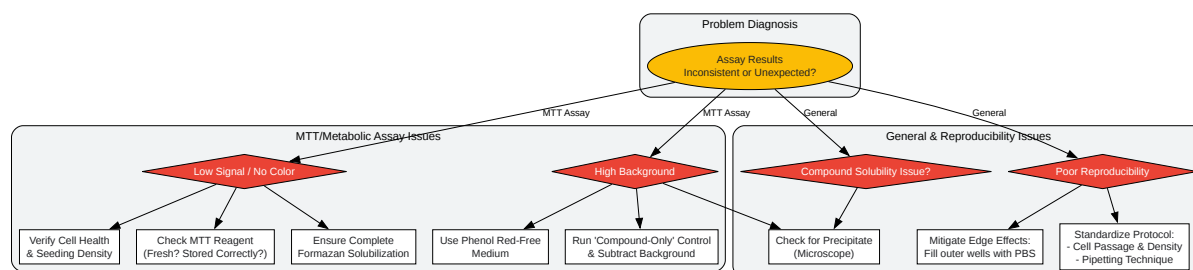 Problem Diagnosis
Assay Results
Inconsistent or Unexpected?
MTT Assay
MTT Assay
General
General
MTT/Metabolic Assay Issues
General & Reproducibility Issues
Low Signal / No Color
High Background
Compound Solubility Issue?
Poor Reproducibility
Verify Cell Health
& Seeding Density
Check MTT Reagent
(Fresh? Stored Correctly?)
Ensure Complete
Formazan Solubilization
Use Phenol Red-Free
Medium
Run 'Compound-Only' Control
& Subtract Background
Check for Precipitate
(Microscope)
Mitigate Edge Effects:
Fill outer wells with PBS
Standardize Protocol:
- Cell Passage & Density
- Pipetting Technique